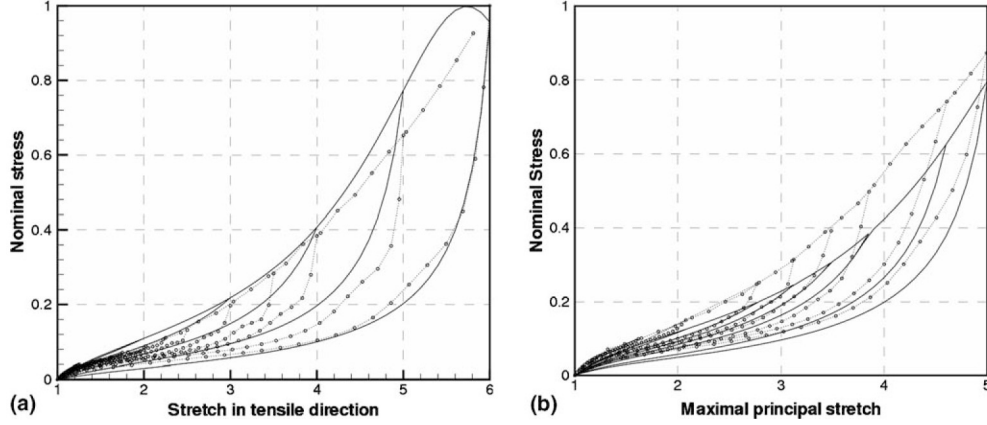 1
0.8
0.6
0.4
0.2
0
1 2 3 4 5 6
Nominal stress
Stretch in tensile direction
(a)
1
0.8
0.6
0.4
0.2
0
1 2 3 4 5
Nominal Stress
Maximal principal stretch
(b)